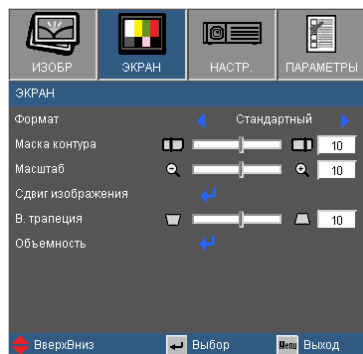 ИЗОБР ЭКРАН НАСТР. ПАРАМЕТРЫ
ЭКРАН
Формат Стандартный
Маска контура 10
Масштаб 10
Сдвиг изображения
В. трапеция 10
Объемность
ВверхВниз Выбор Menu Выход